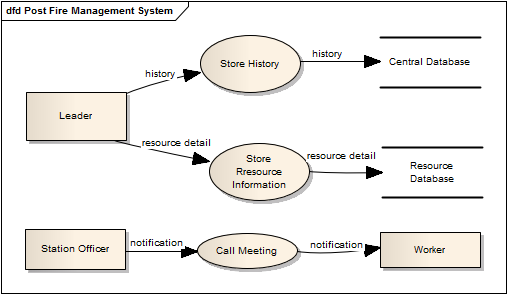 dfd Post Fire Management System
Store History
history
Central Database
history
Leader
resource detail
Store
Rresource
Information
resource detail
Resource
Database
Station Officer
notification
Call Meeting
notification
Worker